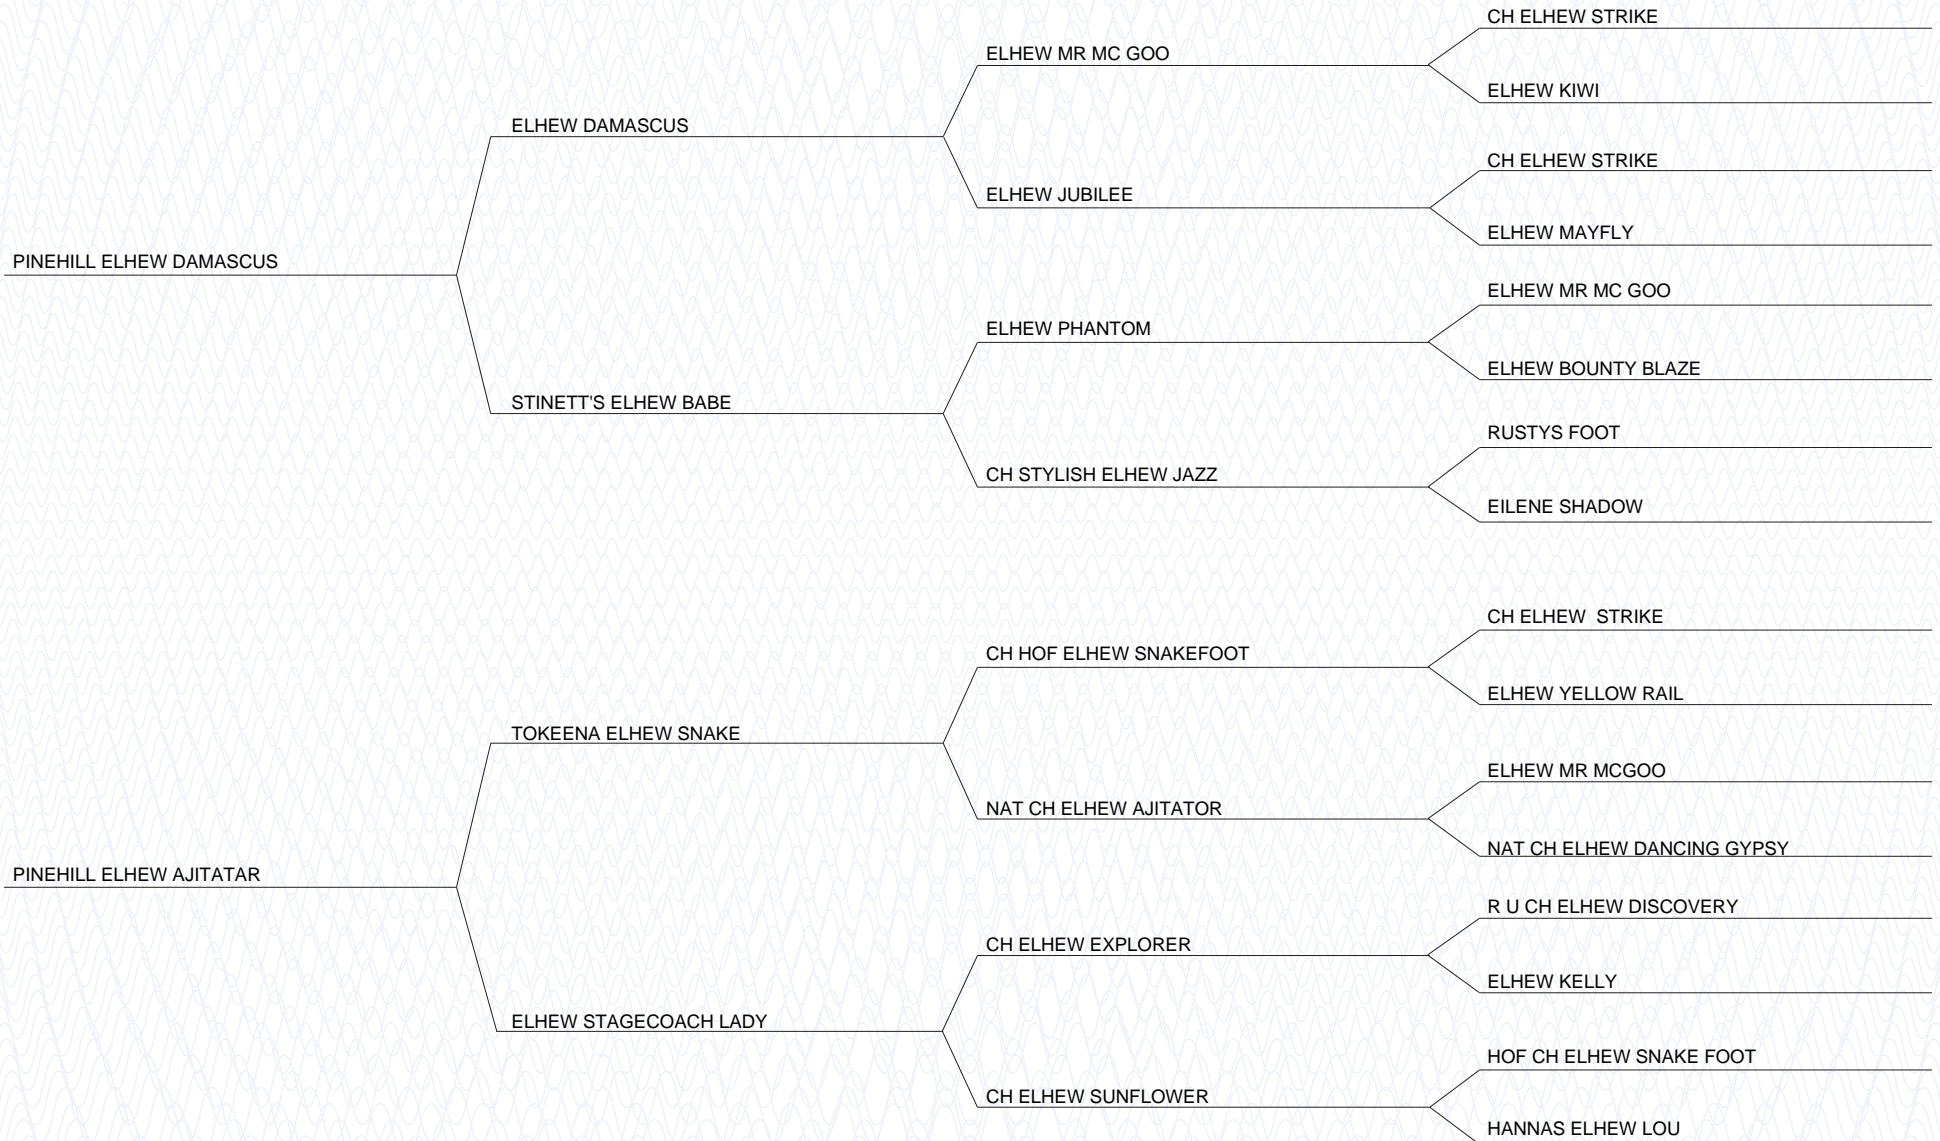 CH ELHEW STRIKE
ELHEW MR MC GOO
ELHEW KIWI
ELHEW DAMASCUS
CH ELHEW STRIKE
ELHEW JUBILEE
ELHEW MAYFLY
PINEHILL ELHEW DAMASCUS
ELHEW MR MC GOO
ELHEW PHANTOM
ELHEW BOUNTY BLAZE
STINETT'S ELHEW BABE
RUSTYS FOOT
CH STYLISH ELHEW JAZZ
EILENE SHADOW
CH ELHEW  STRIKE
CH HOF ELHEW SNAKEFOOT
ELHEW YELLOW RAIL
TOKEENA ELHEW SNAKE
ELHEW MR MCGOO
NAT CH ELHEW AJITATOR
NAT CH ELHEW DANCING GYPSY
PINEHILL ELHEW AJITATAR
R U CH ELHEW DISCOVERY
CH ELHEW EXPLORER
ELHEW KELLY
ELHEW STAGECOACH LADY
HOF CH ELHEW SNAKE FOOT
CH ELHEW SUNFLOWER
HANNAS ELHEW LOU